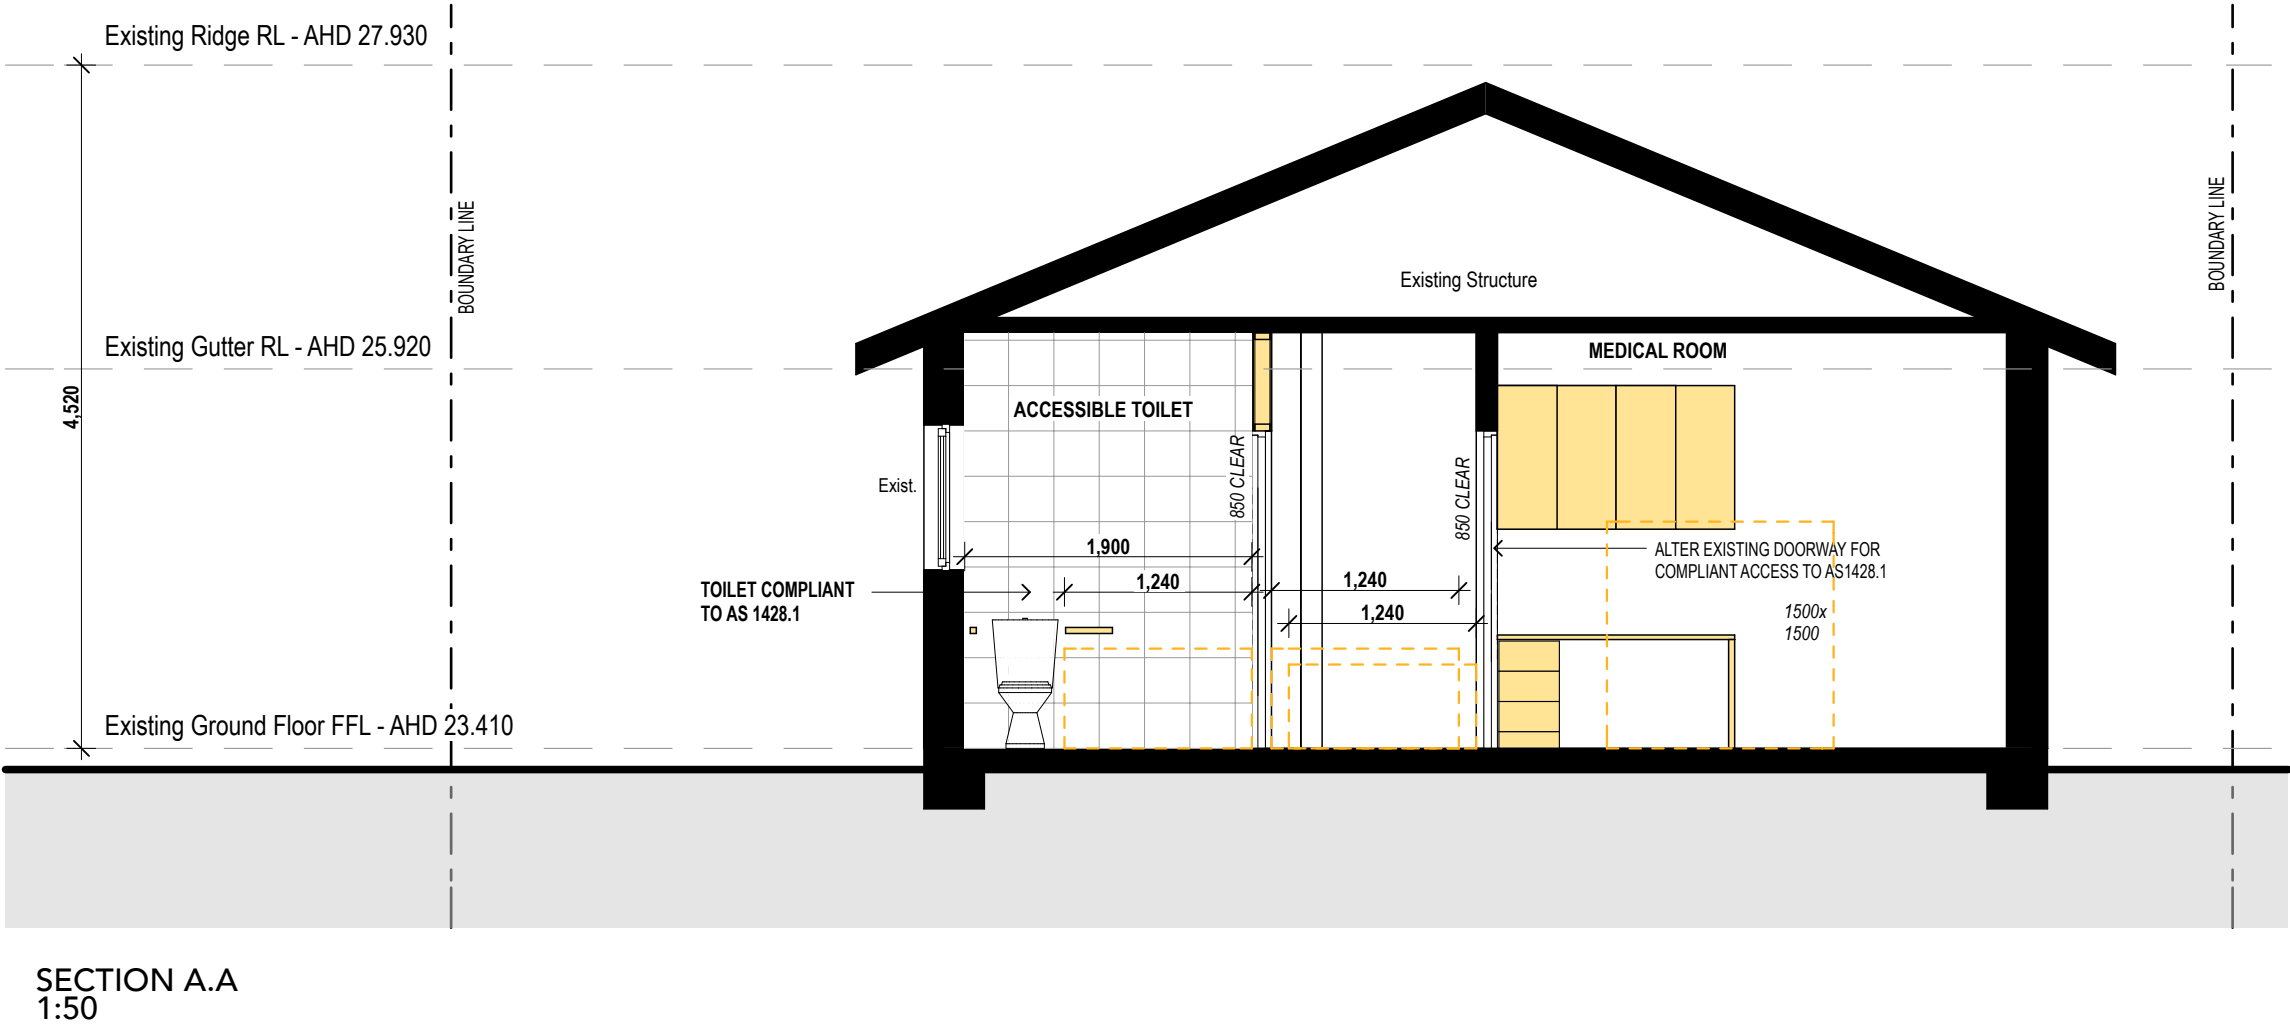 Existing Ridge RL - AHD 27.930
BOUNDARY LINE
BOUNDARY LINE
Existing Structure
Existing Gutter RL - AHD 25.920
MEDICAL ROOM
4,520
ACCESSIBLE TOILET
850 CLEAR
850 CLEAR
Exist.
1,900
ALTER EXISTING DOORWAY FOR
COMPLIANT ACCESS TO AS1428.1
TOILET COMPLIANT
TO AS 1428.1
1,240
1,240
1,240
1500x
1500
Existing Ground Floor FFL - AHD 23.410
SECTION A.A
1:50